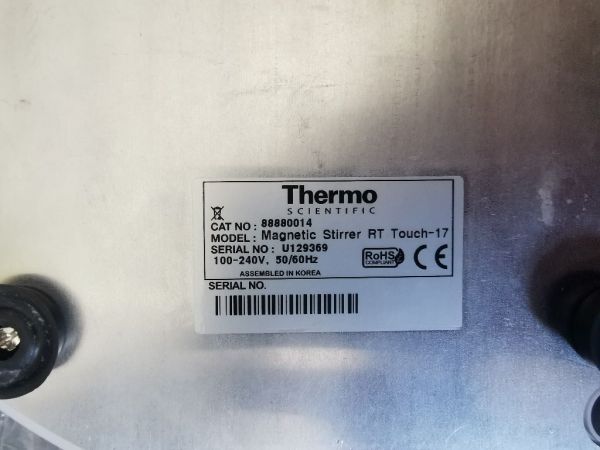 Thermo
SCIENTIFIC
CAT NO : 88880014
MODEL : Magnetic Stirrer RT Touch-17
SERIAL NO : U129369
100-240V, 50/60Hz
RoHS
COMPLIANT
CE
ASSEMBLED IN KOREA
SERIAL NO.